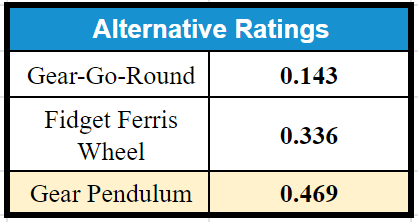 Alternative Ratings
Gear-Go-Round 0.143
Fidget Ferris
Wheel 0.336
Gear Pendulum 0.469